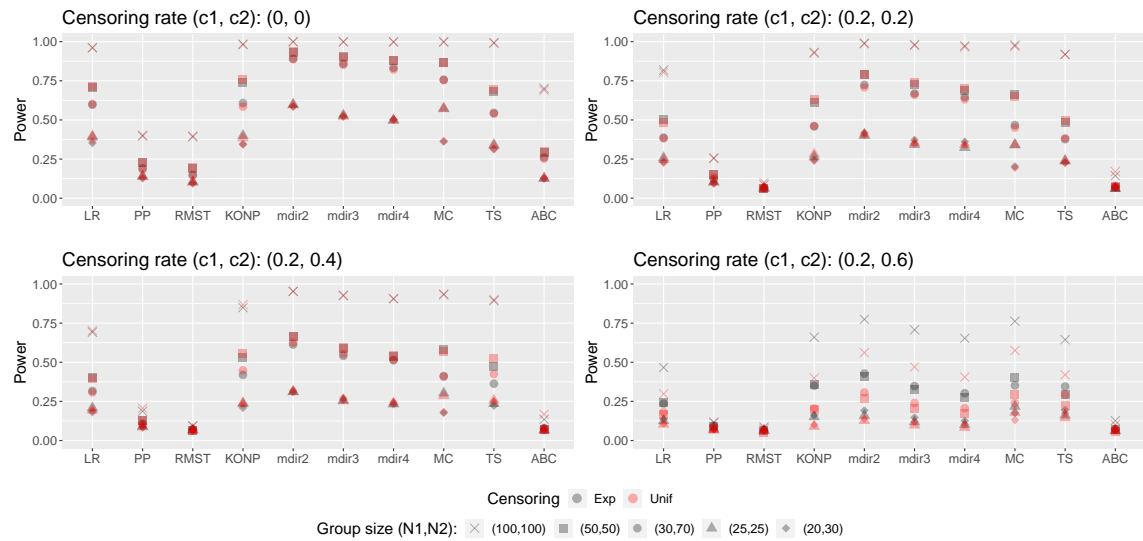 Censoring rate (c1, c2): (0, 0)
Power
1.00
0.75
0.50
0.25
0.00
LR PP RMST KONP mdir2 mdir3 mdir4 MC TS ABC
Censoring rate (c1, c2): (0.2, 0.2)
Power
1.00
0.75
0.50
0.25
0.00
LR PP RMST KONP mdir2 mdir3 mdir4 MC TS ABC
Censoring rate (c1, c2): (0.2, 0.4)
Power
1.00
0.75
0.50
0.25
0.00
LR PP RMST KONP mdir2 mdir3 mdir4 MC TS ABC
Censoring rate (c1, c2): (0.2, 0.6)
Power
1.00
0.75
0.50
0.25
0.00
LR PP RMST KONP mdir2 mdir3 mdir4 MC TS ABC
Censoring Exp Unif
Group size (N1,N2): (100,100) (50,50) (30,70) (25,25) (20,30)